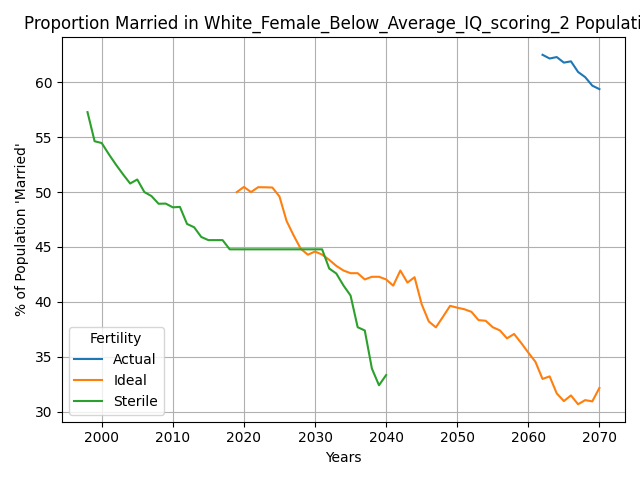 Proportion Married in White_Female_Below_Average_IQ_scoring_2 Populati
% of Population 'Married'
60
55
50
45
40
35
30
Fertility
Actual
Ideal
Sterile
2000 2010 2020 2030 2040 2050 2060 2070
Years